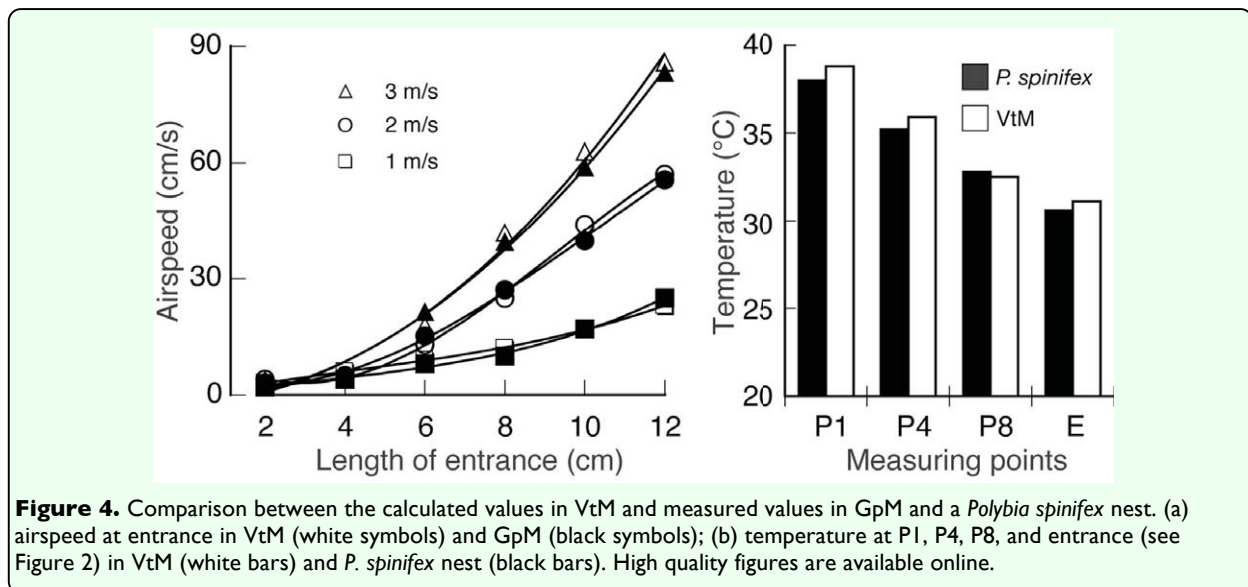 90
60
30
0
Airspeed (cm/s)
3 m/s
2 m/s
1 m/s
2 4 6 8 10 12
Length of entrance (cm)
40
35
30
25
20
Temperature (°C)
P. spinifex
VtM
P1 P4 P8 E
Measuring points
Figure 4. Comparison between the calculated values in VtM and measured values in GpM and a Polybia spinifex nest. (a)
airspeed at entrance in VtM (white symbols) and GpM (black symbols); (b) temperature at P1, P4, P8, and entrance (see
Figure 2) in VtM (white bars) and P. spinifex nest (black bars). High quality figures are available online.